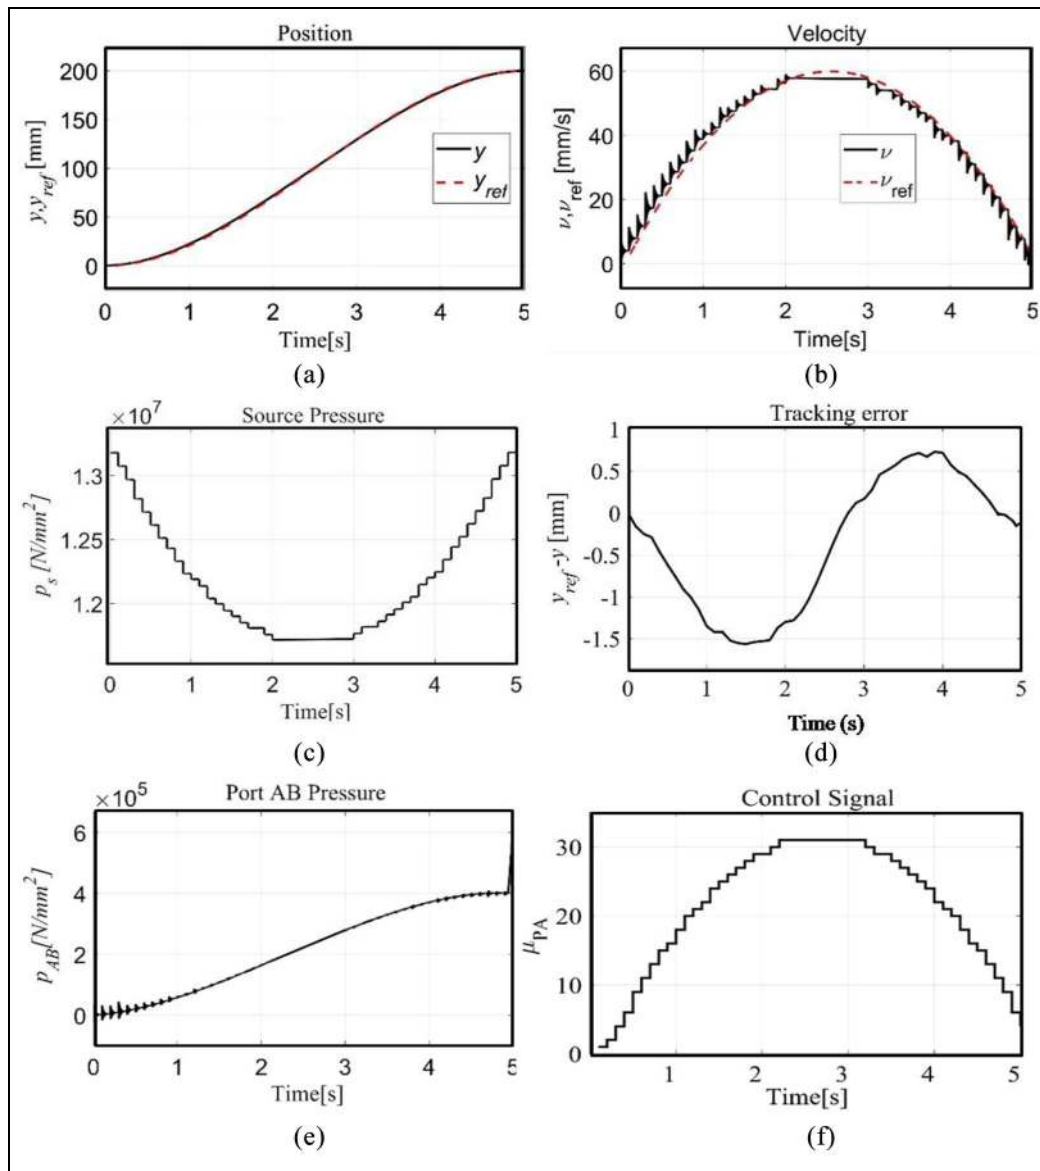 Position
200
150
100
50
0
y,y_ref [mm]
y
y_ref
0 1 2 3 4 5
Time[s]
(a)
Velocity
60
40
20
0
ν,ν_ref [mm/s]
ν
ν_ref
0 1 2 3 4 5
Time[s]
(b)
Source Pressure
×10^7
1.3
1.25
1.2
p_s [N/mm^2]
0 1 2 3 4 5
Time[s]
(c)
Tracking error
1
0.5
0
-0.5
-1
-1.5
y_ref-y [mm]
0 1 2 3 4 5
Time (s)
(d)
Port AB Pressure
×10^5
6
4
2
0
p_AB[N/mm^2]
0 1 2 3 4 5
Time[s]
(e)
Control Signal
30
20
10
0
μ_PA
1 2 3 4 5
Time[s]
(f)